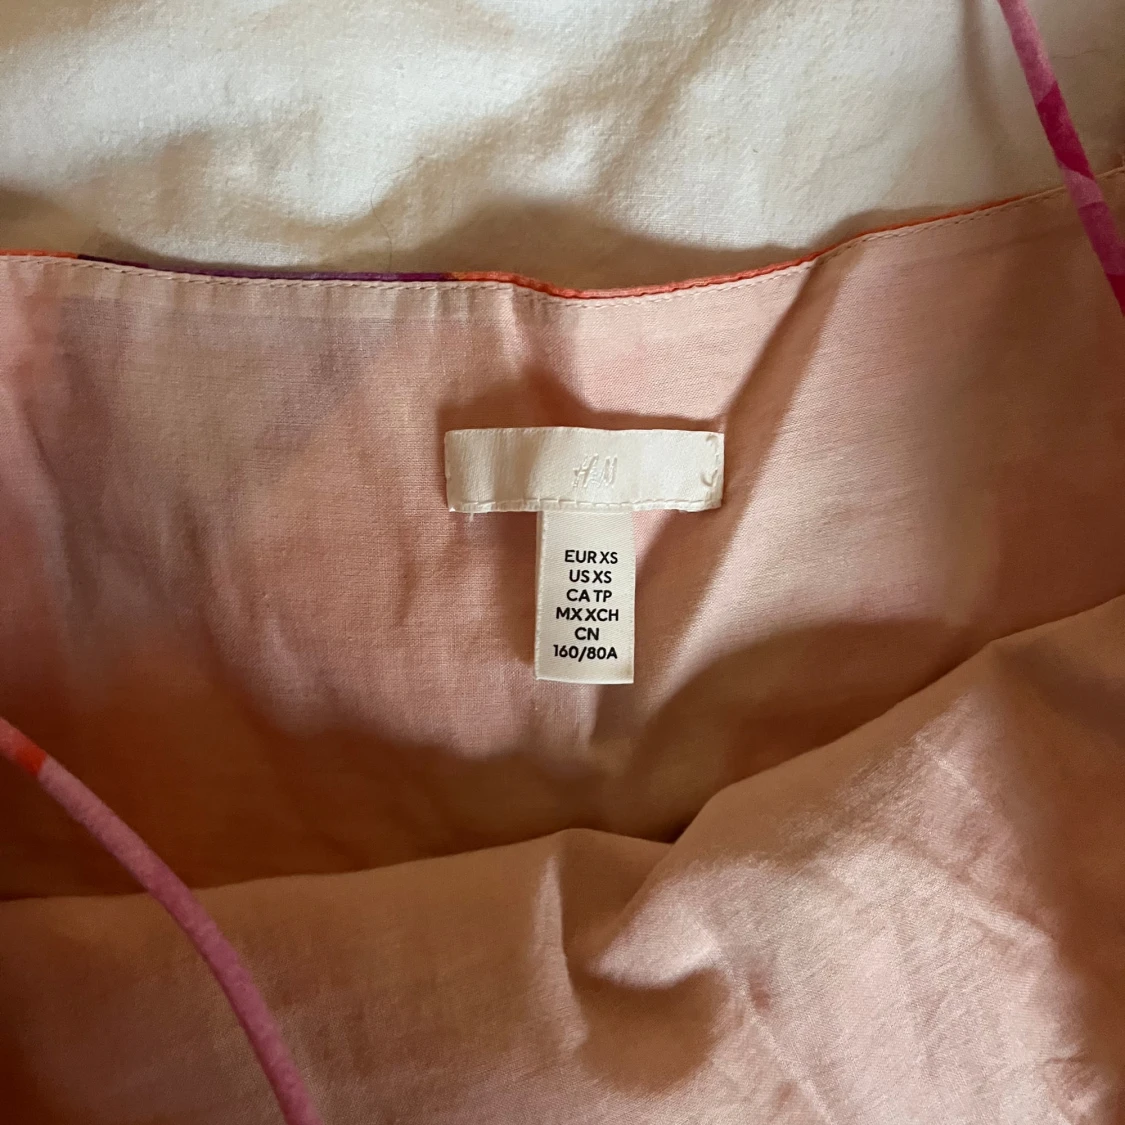 H&M
EUR XS
US XS
CA TP
MX XCH
CN
160/80A